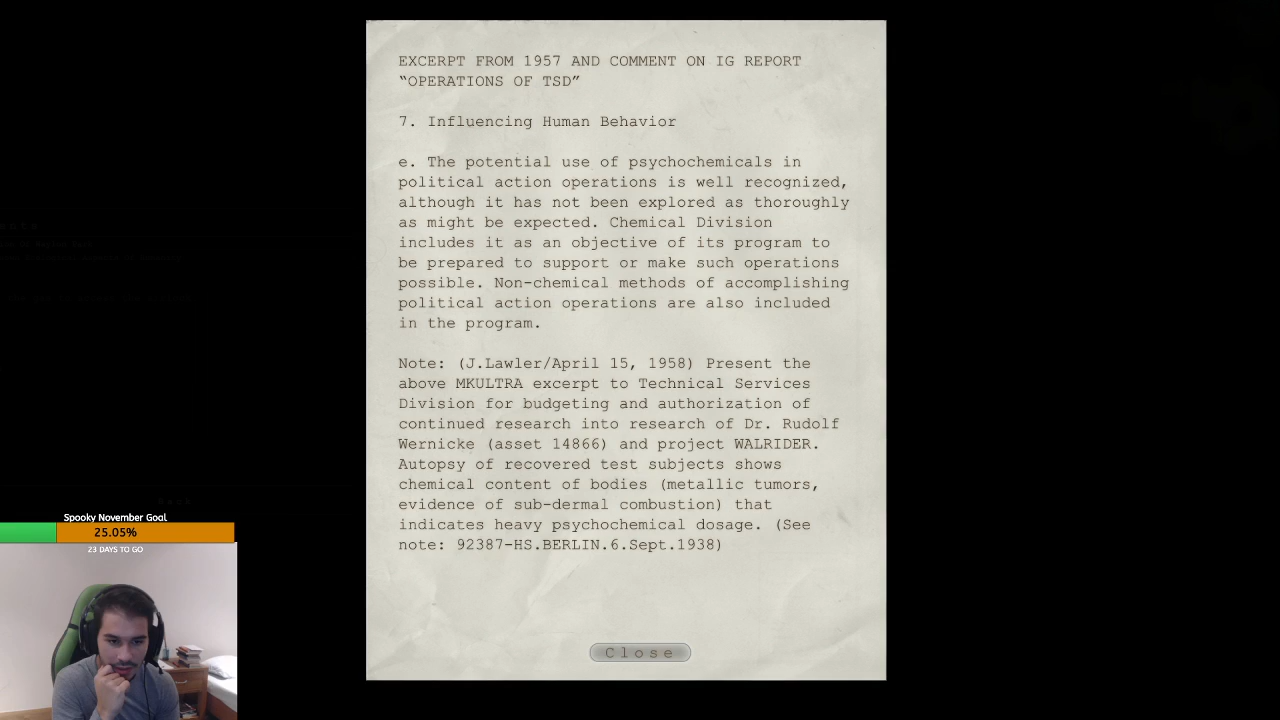 EXCERPT FROM 1957 AND COMMENT ON IG REPORT
“OPERATIONS OF TSD”
7. Influencing Human Behavior
e. The potential use of psychochemicals in
political action operations is well recognized,
although it has not been explored as thoroughly
as might be expected. Chemical Division
includes it as an objective of its program to
be prepared to support or make such operations
possible. Non-chemical methods of accomplishing
political action operations are also included
in the program.
Note: (J.Lawler/April 15, 1958) Present the
above MKULTRA excerpt to Technical Services
Division for budgeting and authorization of
continued research into research of Dr. Rudolf
Wernicke (asset 14866) and project WALRIDER.
Autopsy of recovered test subjects shows
chemical content of bodies (metallic tumors,
evidence of sub-dermal combustion) that
indicates heavy psychochemical dosage. (See
note: 92387-HS.BERLIN.6.Sept.1938)
Close
Spooky November Goal
25.05%
23 DAYS TO GO